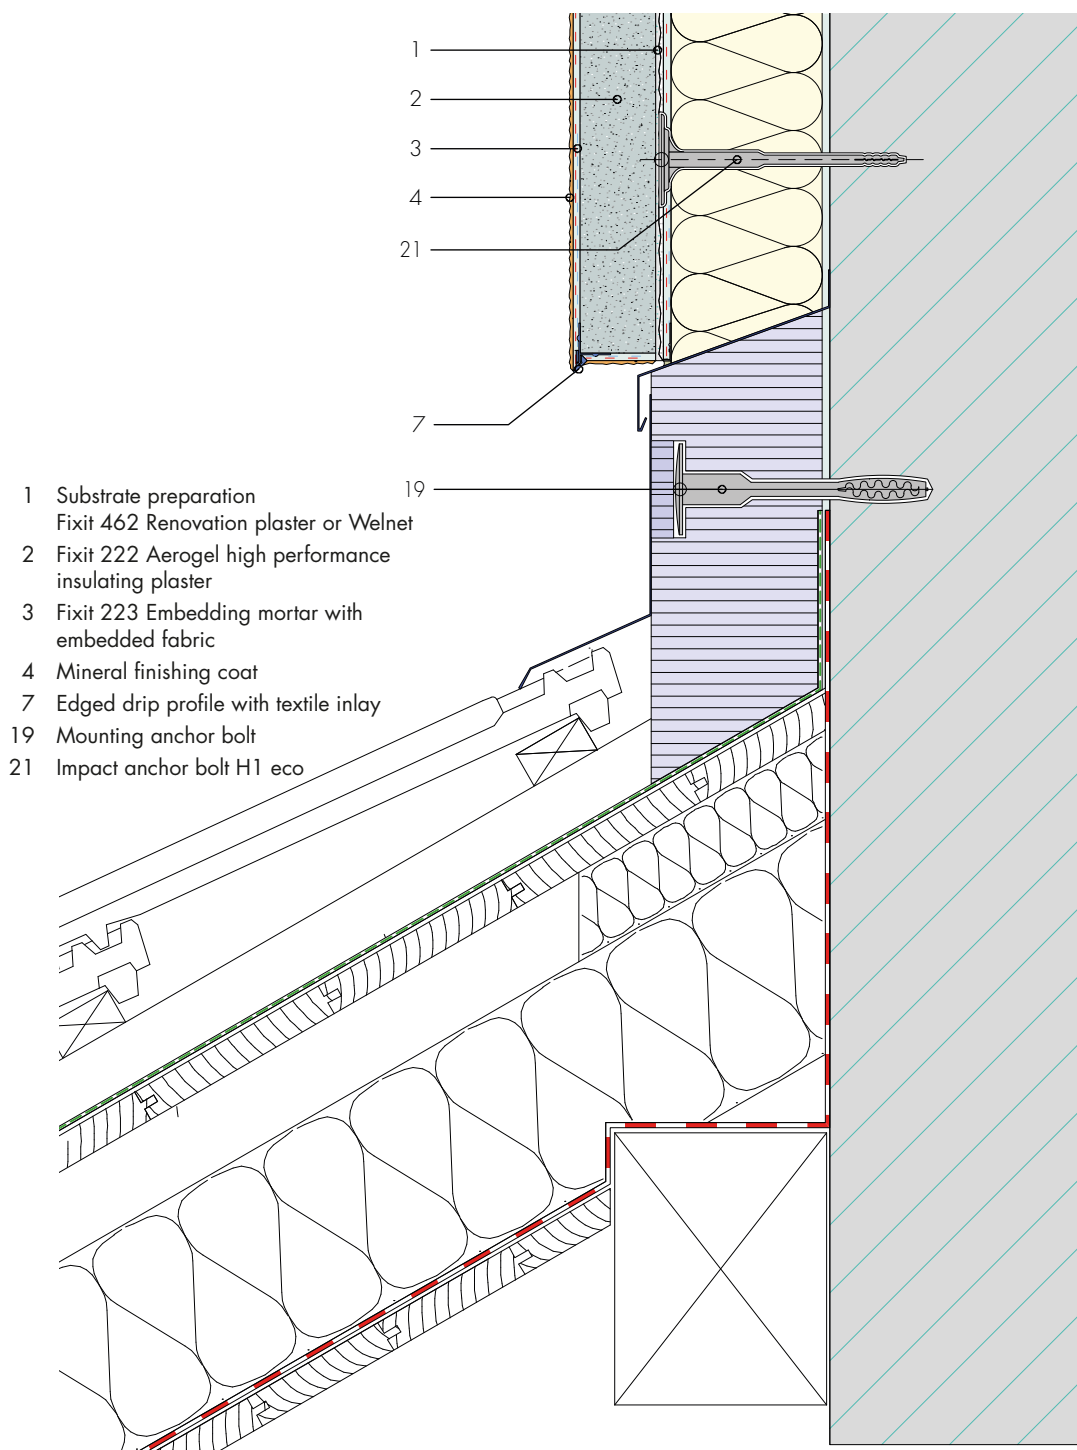 1
2
3
4
21
7
19
1 Substrate preparation
Fixit 462 Renovation plaster or Welnet
2 Fixit 222 Aerogel high performance
insulating plaster
3 Fixit 223 Embedding mortar with
embedded fabric
4 Mineral finishing coat
7 Edged drip profile with textile inlay
19 Mounting anchor bolt
21 Impact anchor bolt H1 eco